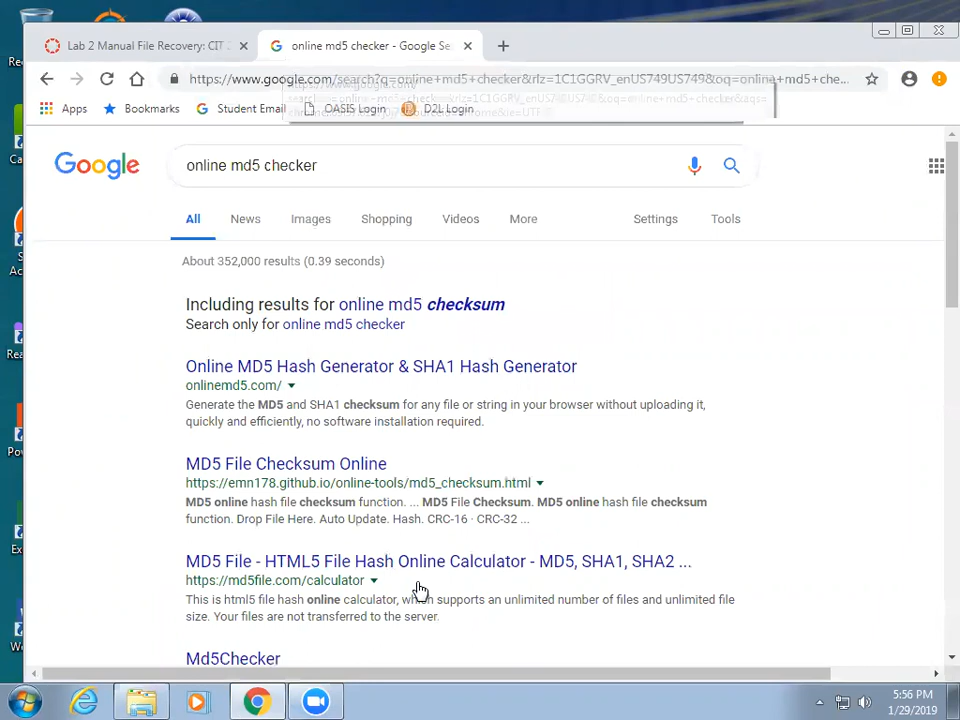 Lab 2 Manual File Recovery: CIT
online md5 checker - Google Se
https://www.google.com/search?q=online+md5+checker&rlz=1C1GGRV_enUS749US749&oq=online+md5+che...
Apps
Bookmarks
Student Email
OASIS Login
D2L Login
Google
online md5 checker
All
News
Images
Shopping
Videos
More
Settings
Tools
About 352,000 results (0.39 seconds)
Including results for online md5 checksum
Search only for online md5 checker
Online MD5 Hash Generator & SHA1 Hash Generator
onlinemd5.com/
Generate the MD5 and SHA1 checksum for any file or string in your browser without uploading it,
quickly and efficiently, no software installation required.
MD5 File Checksum Online
https://emn178.github.io/online-tools/md5_checksum.html
MD5 online hash file checksum function. ... MD5 File Checksum. MD5 online hash file checksum
function. Drop File Here. Auto Update. Hash. CRC-16 · CRC-32 ...
MD5 File - HTML5 File Hash Online Calculator - MD5, SHA1, SHA2 ...
https://md5file.com/calculator
This is html5 file hash online calculator, supports an unlimited number of files and unlimited file
size. Your files are not transferred to the server.
Md5Checker
5:56 PM
1/29/2019